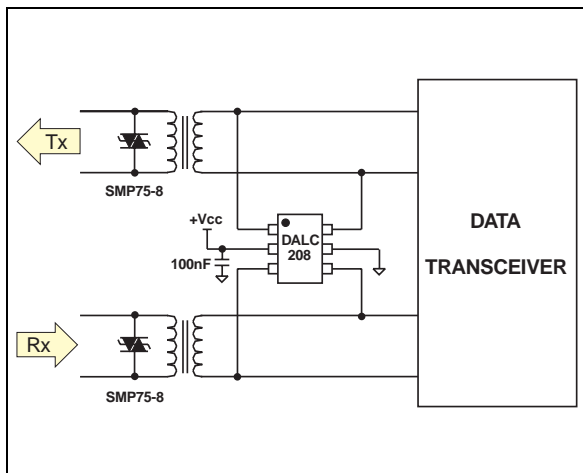 Tx
SMP75-8
+Vcc
100nF
DALC
208
DATA
TRANSCEIVER
Rx
SMP75-8